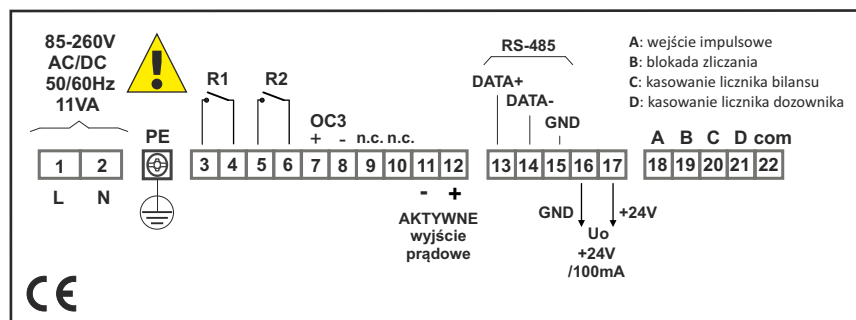 85-260V
AC/DC
50/60Hz
11VA
PE
1 2
L N
R1 R2
OC3
+ - n.c. n.c.
3 4 5 6 7 8 9 10 11 12
- +
AKTYWNE
wyjście
prądowe
RS-485
DATA+
DATA-
GND
13 14 15 16 17
GND +24V
Uo
+24V
/100mA
A: wejście impulsowe
B: blokada zliczania
C: kasowanie licznika bilansu
D: kasowanie licznika dozownika
A B C D com
18 19 20 21 22
CE